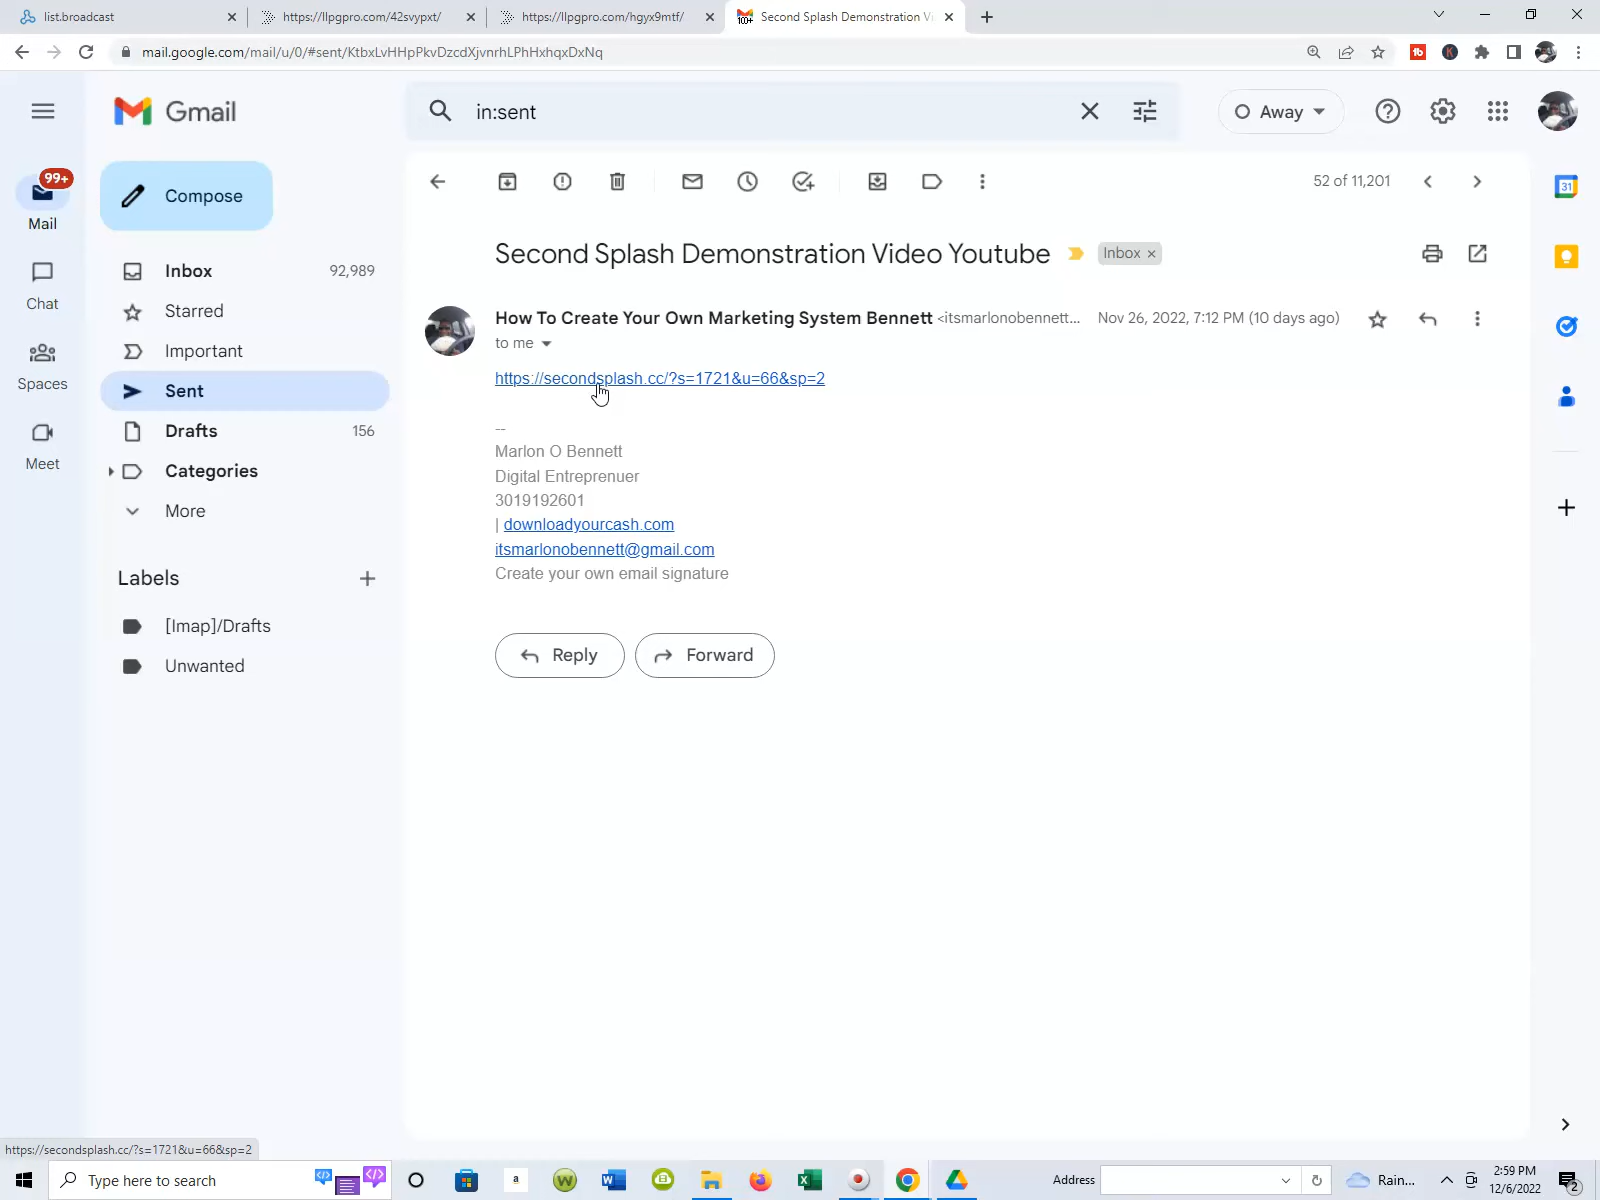 list.broadcast
https://llpgpro.com/42svypxt/
https://llpgpro.com/hgyx9mtf/
100+
Second Splash Demonstration Vi
mail.google.com/mail/u/0/#sent/KtbxLvHHpPkvDzcdXjvnrhLPhHxhqxDxNq
Gmail
in:sent
Away
99+
Mail
Compose
52 of 11,201
31
Chat
Spaces
Meet
Inbox 92,989
Starred
Important
Sent
Drafts 156
Categories
More
Labels
[Imap]/Drafts
Unwanted
Second Splash Demonstration Video Youtube
Inbox ×
How To Create Your Own Marketing System Bennett <itsmarlonobennett...
Nov 26, 2022, 7:12 PM (10 days ago)
to me
https://secondsplash.cc/?s=1721&u=66&sp=2
--
Marlon O Bennett
Digital Entreprenuer
3019192601
| downloadyourcash.com
itsmarlonobennett@gmail.com
Create your own email signature
Reply
Forward
https://secondsplash.cc/?s=1721&u=66&sp=2
Type here to search
Address
Rain...
2:59 PM
12/6/2022
2